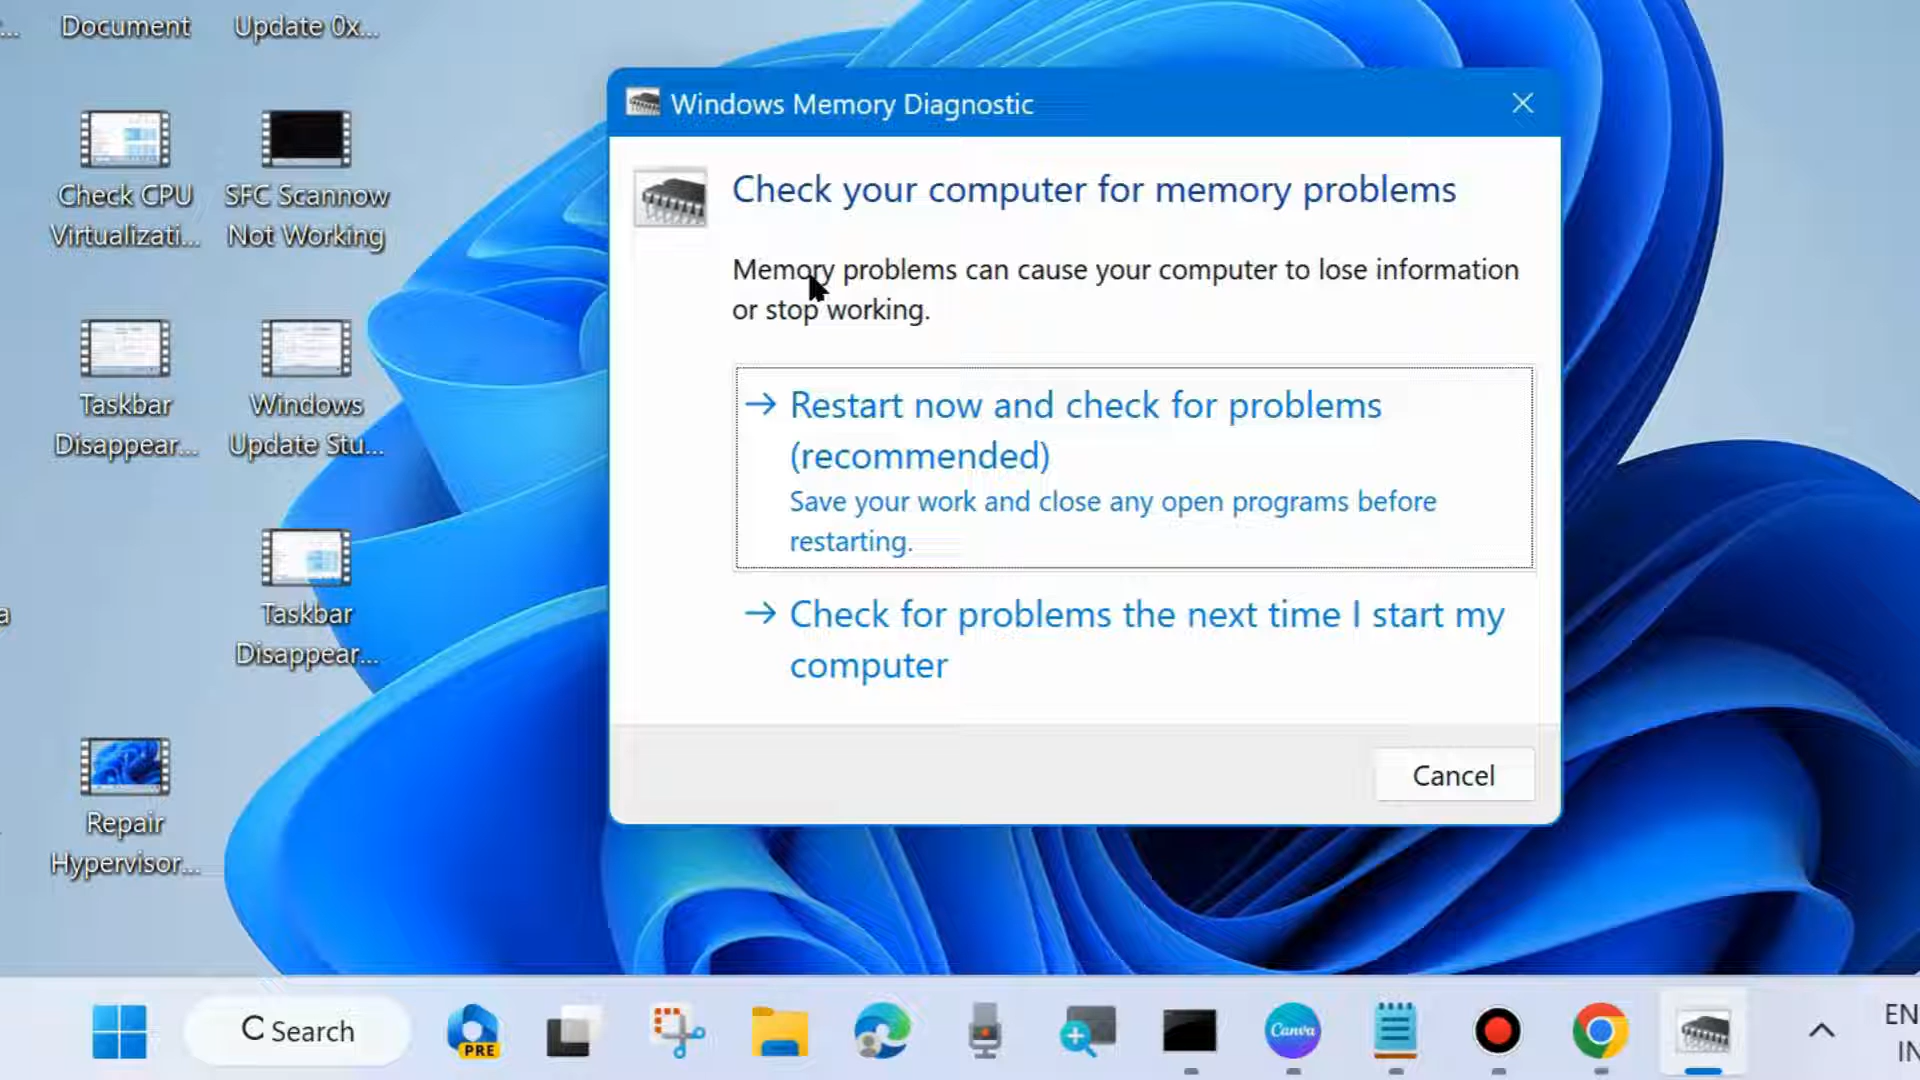 ...
Document
Update 0x...
Check CPU
Virtualizati...
SFC Scannow
Not Working
Taskbar
Disappear...
Windows
Update Stu...
Taskbar
Disappear...
a
Repair
Hypervisor...
Windows Memory Diagnostic
Check your computer for memory problems
Memory problems can cause your computer to lose information
or stop working.
Restart now and check for problems
(recommended)
Save your work and close any open programs before
restarting.
Check for problems the next time I start my
computer
Cancel
Search
PRE
Canva
EN
IN